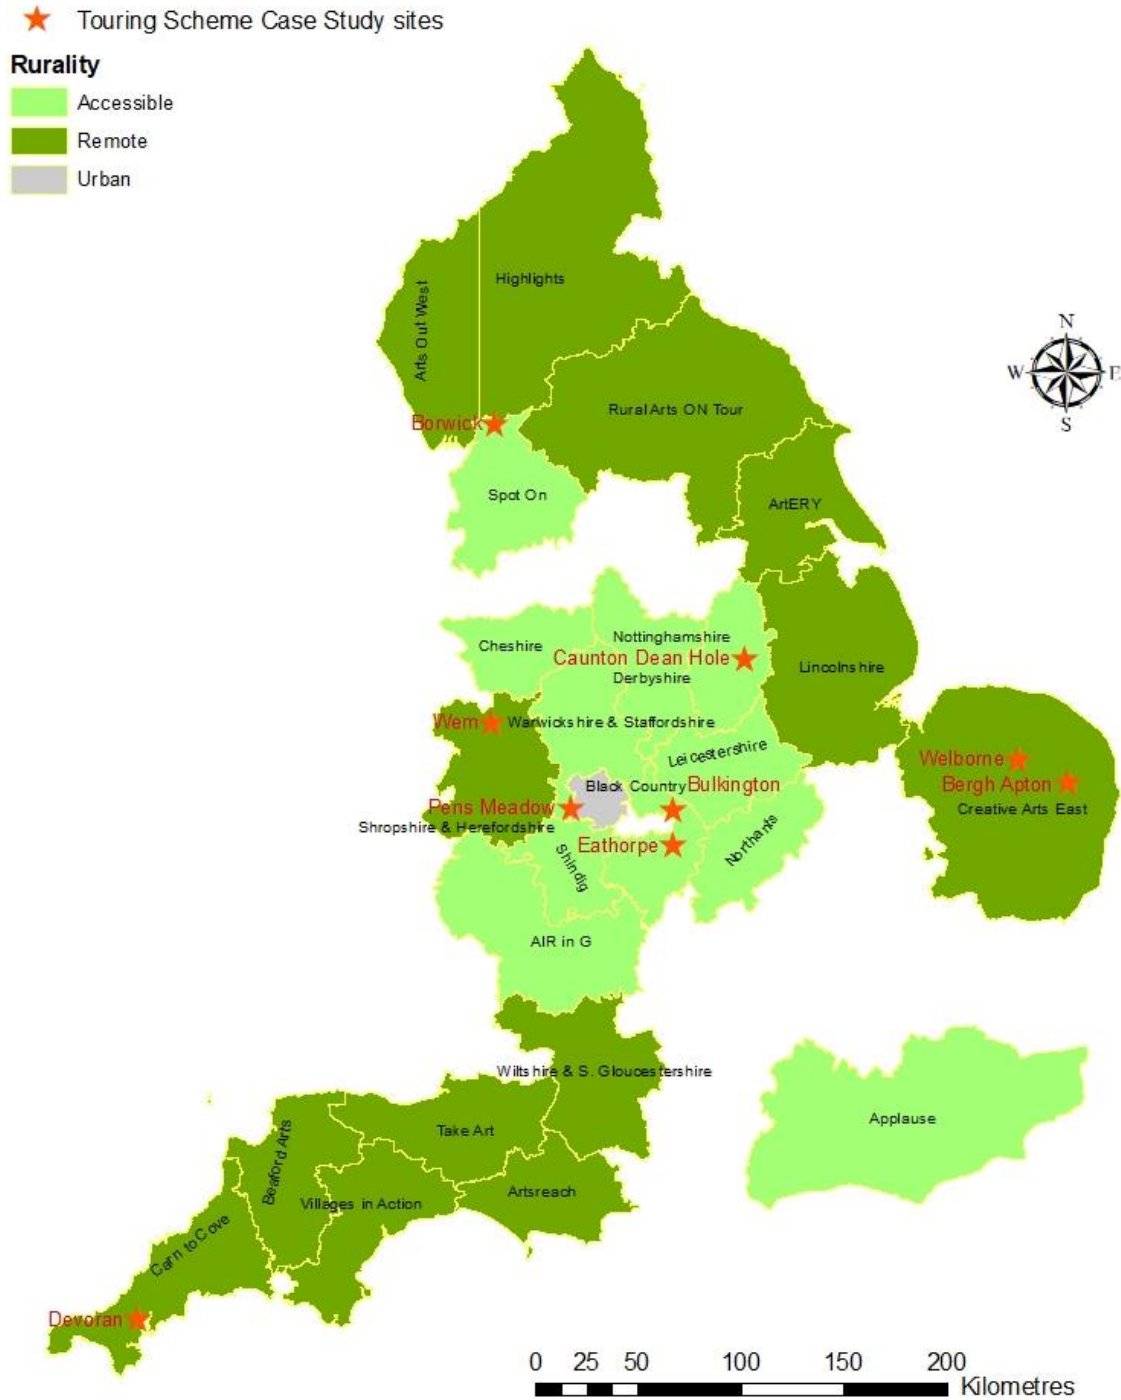 Touring Scheme Case Study sites
Rurality
Accessible
Remote
Urban
Highlights
Arts Out West
N
W E
S
Rural Arts ON Tour
Borwick
Spot On
ArtERY
Nottinghamshire
Cheshire
Caunton Dean Hole
Lincolnshire
Derbyshire
Wem
Warwickshire & Staffordshire
Leicestershire
Welborne
Black Country
Bulkington
Bergh Apton
Pens Meadow
Creative Arts East
Shropshire & Herefordshire
Eathorpe
Northants
Shindig
AIR in G
Wiltshire & S. Gloucestershire
Applause
Take Art
Beaford Arts
Artsreach
Villages in Action
Carn to Cove
Devoran
0 25 50 100 150 200
Kilometres